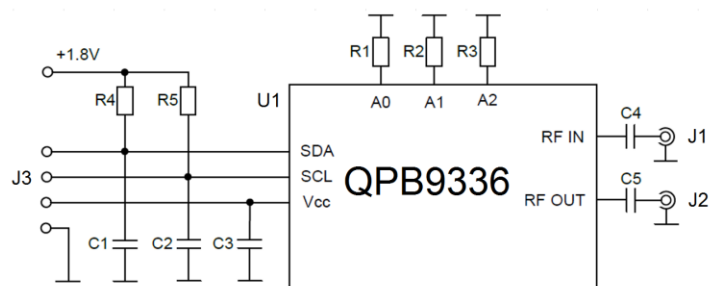 +1.8V
R1 R2 R3
R4 R5 U1
A0 A1 A2
C4
RF IN J1
SDA
J3 SCL QPB9336
C5
Vcc RF OUT J2
C1 C2 C3